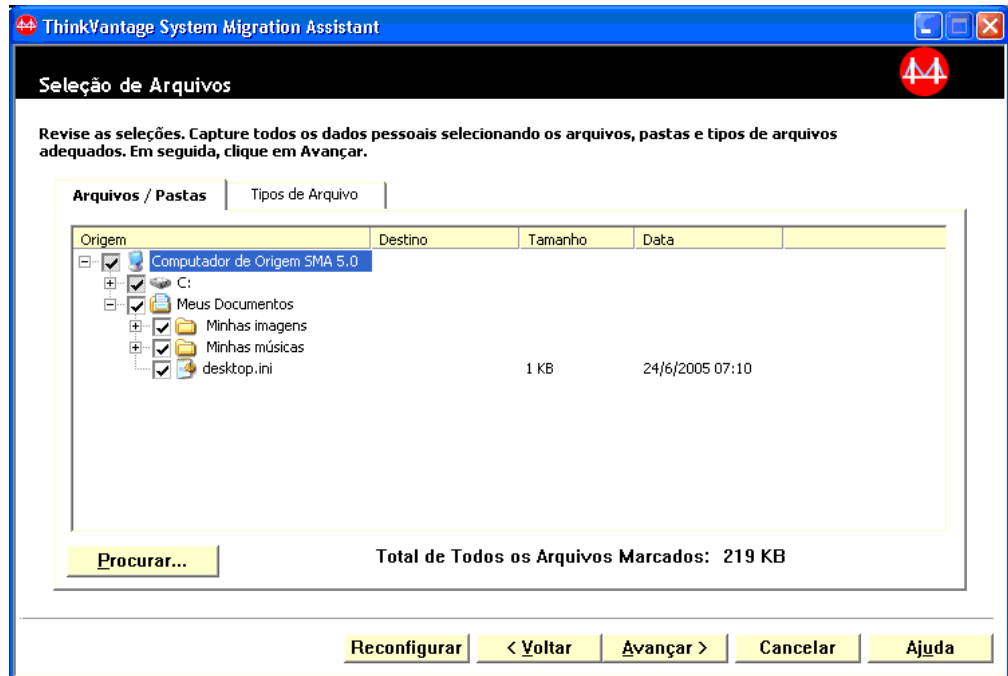 ThinkVantage System Migration Assistant
Seleção de Arquivos
Revise as seleções. Capture todos os dados pessoais selecionando os arquivos, pastas e tipos de arquivos
adequados. Em seguida, clique em Avançar.
Arquivos / Pastas Tipos de Arquivo
Origem Destino Tamanho Data
Computador de Origem SMA 5.0
C:
Meus Documentos
Minhas imagens
Minhas músicas
desktop.ini 1 KB 24/6/2005 07:10
Procurar... Total de Todos os Arquivos Marcados: 219 KB
Reconfigurar < Voltar Avançar > Cancelar Ajuda